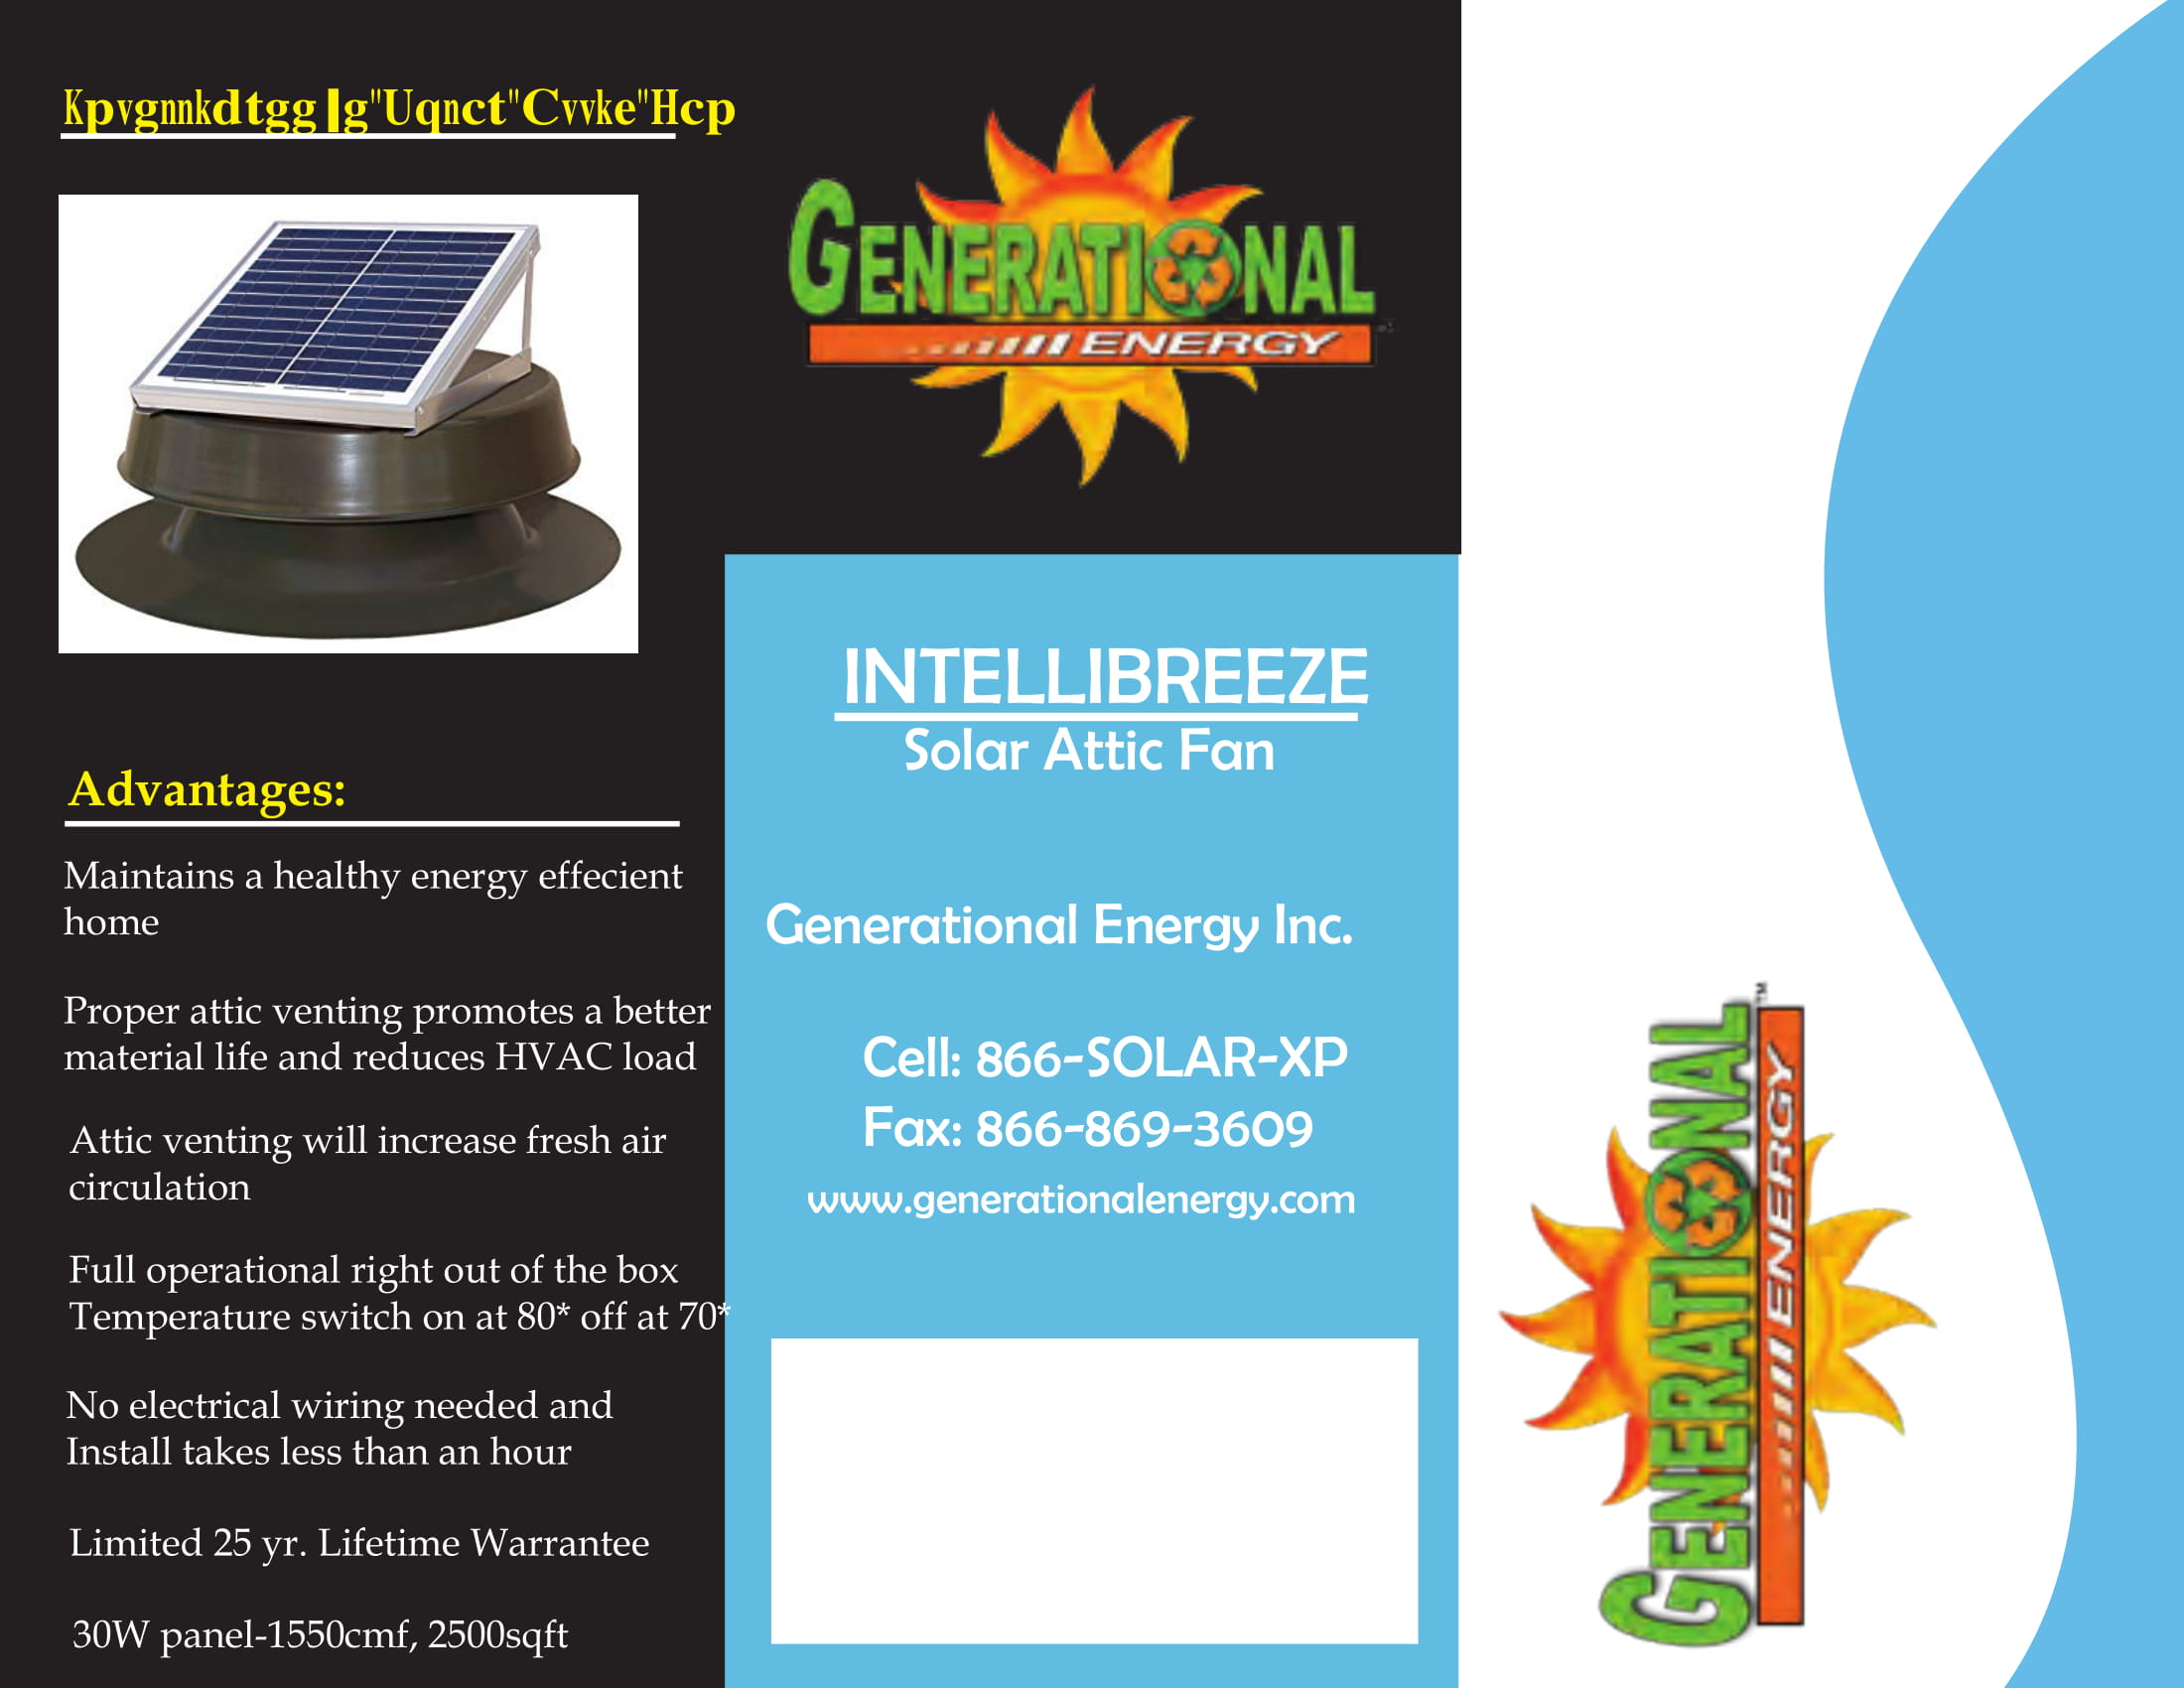 Kpvgnnkdtgg|g"Uqnct"Cvvke"Hcp
Advantages:
Maintains a healthy energy effecient
home
Proper attic venting promotes a better
material life and reduces HVAC load
Attic venting will increase fresh air
circulation
Full operational right out of the box
Temperature switch on at 80* off at 70*
No electrical wiring needed and
Install takes less than an hour
Limited 25 yr. Lifetime Warrantee
30W panel-1550cmf, 2500sqft
GENERATIONAL
ENERGY
INTELLIBREEZE
Solar Attic Fan
Generational Energy Inc.
Cell: 866-SOLAR-XP
Fax: 866-869-3609
www.generationalenergy.com
GENERATIONAL
ENERGY™